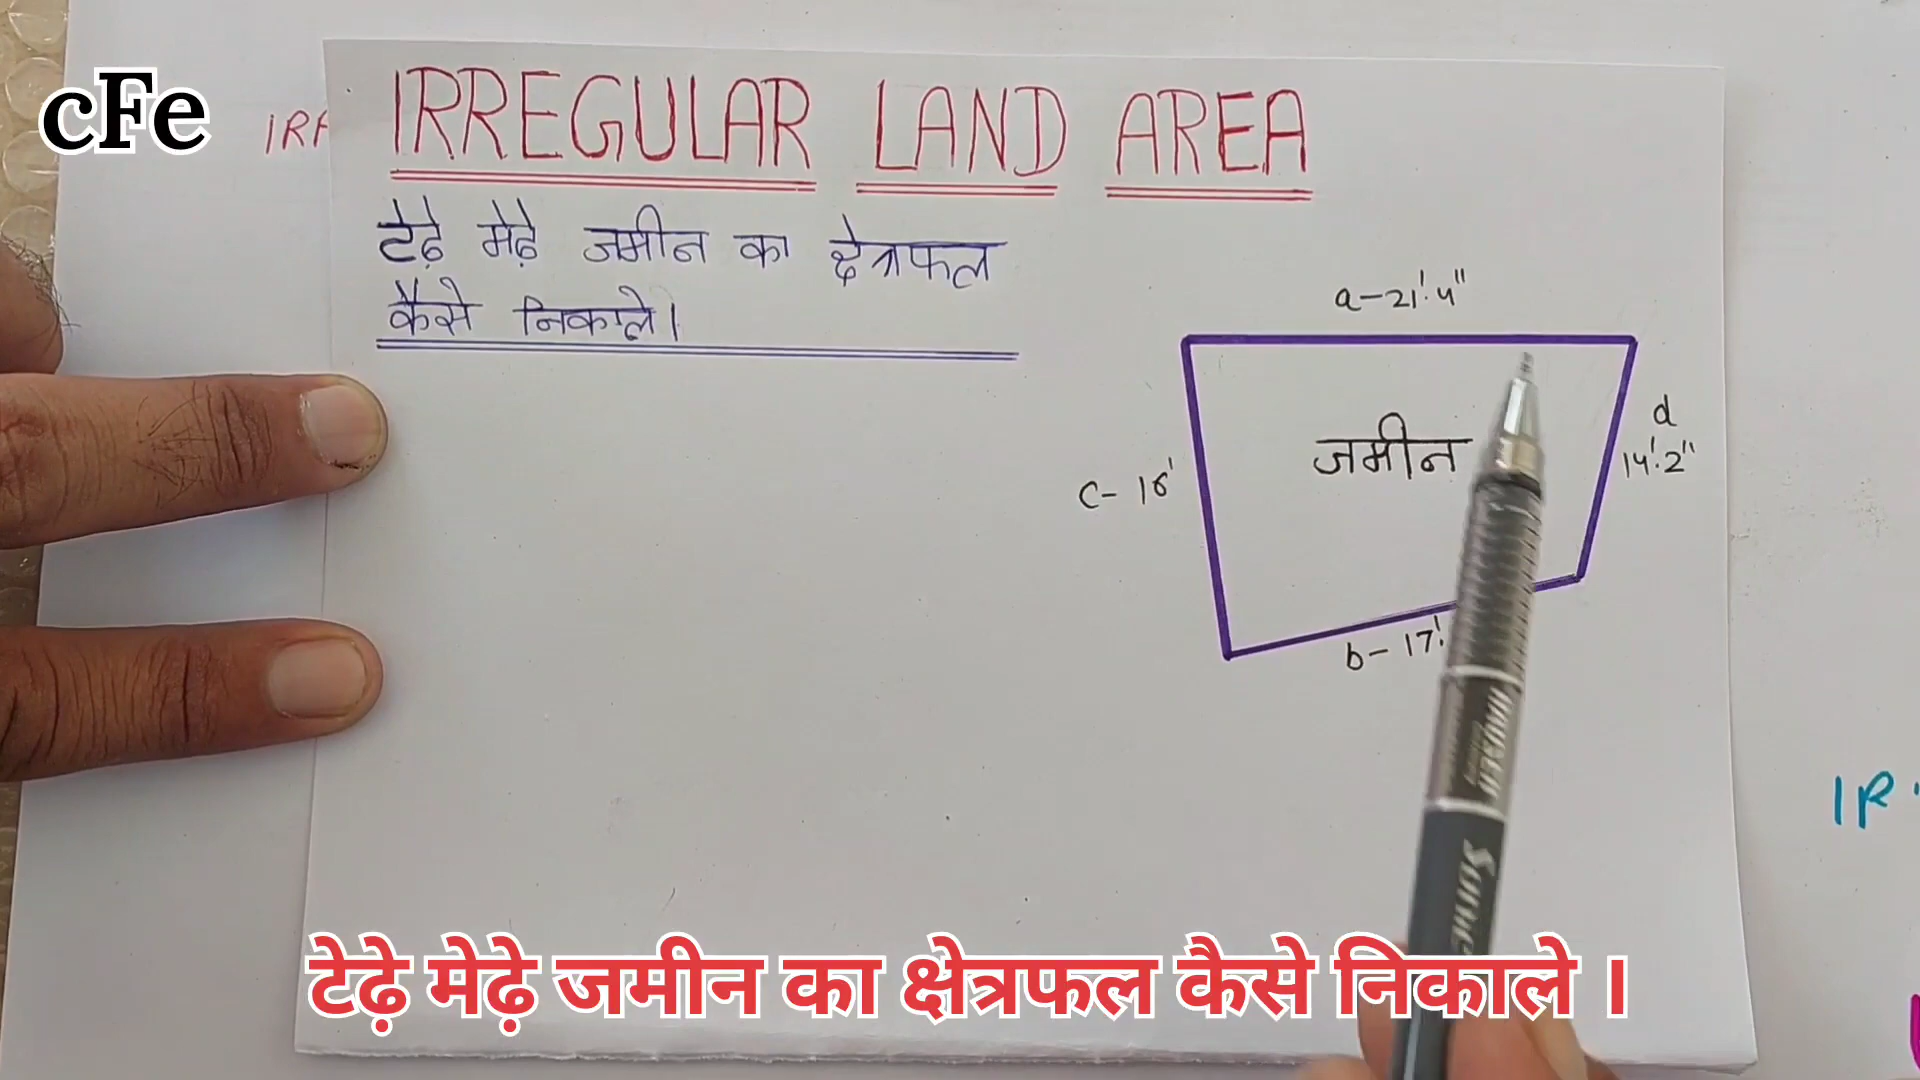 cFe
IRREGULAR LAND AREA
टेढ़े मेढ़े जमीन का क्षेत्रफल
कैसे निकाले।
a-21'.4"
जमीन
d
14'.2"
c- 16'
b- 17'.
टेढ़े मेढ़े जमीन का क्षेत्रफल कैसे निकाले ।